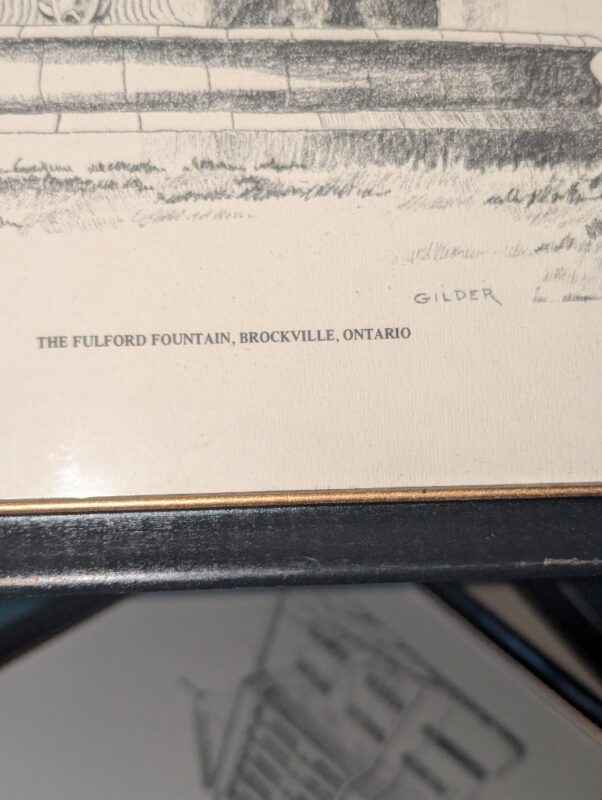 GILDER
THE FULFORD FOUNTAIN, BROCKVILLE, ONTARIO